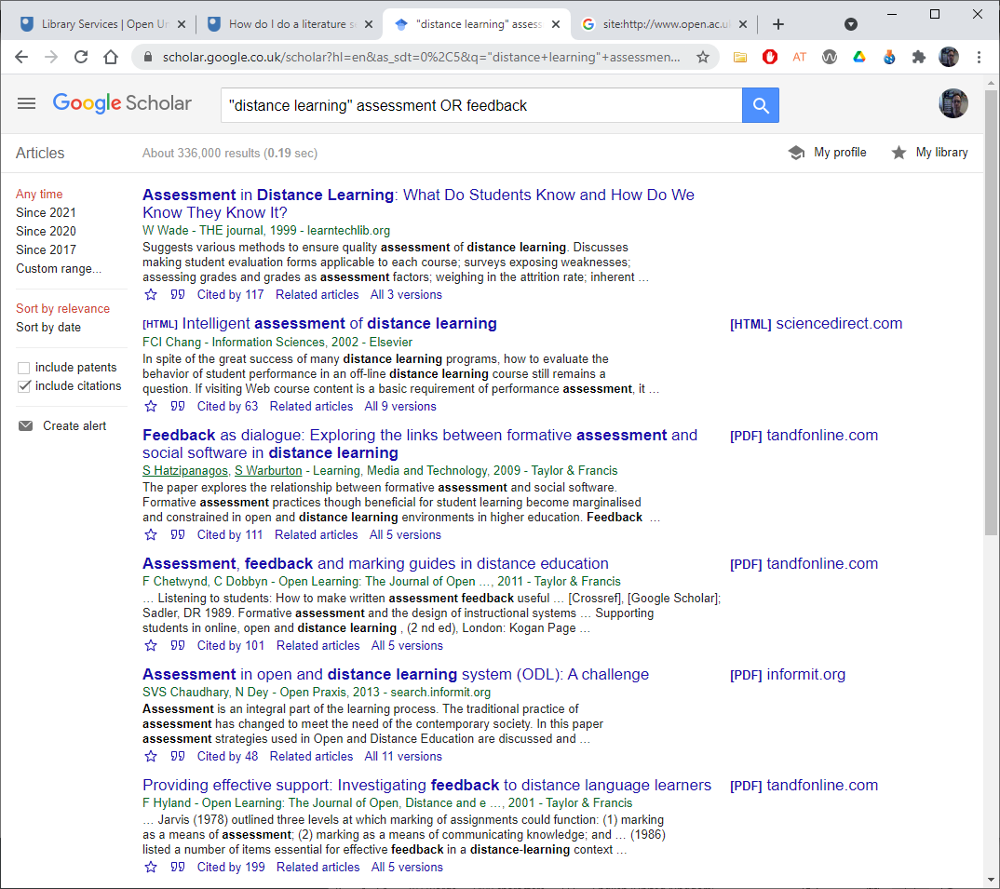 Library Services | Open Un
How do I do a literature se
"distance learning" assess
site:http://www.open.ac.u
scholar.google.co.uk/scholar?hl=en&as_sdt=0%2C5&q="distance+learning"+assessmen...
AT
Google Scholar
"distance learning" assessment OR feedback
Articles
About 336,000 results (0.19 sec)
My profile
My library
Any time
Since 2021
Since 2020
Since 2017
Custom range...
Sort by relevance
Sort by date
include patents
include citations
Create alert
Assessment in Distance Learning: What Do Students Know and How Do We
Know They Know It?
W Wade - THE journal, 1999 - learntechlib.org
Suggests various methods to ensure quality assessment of distance learning. Discusses
making student evaluation forms applicable to each course; surveys exposing weaknesses;
assessing grades and grades as assessment factors; weighing in the attrition rate; inherent …
Cited by 117 Related articles All 3 versions
[HTML] Intelligent assessment of distance learning
[HTML] sciencedirect.com
FCI Chang - Information Sciences, 2002 - Elsevier
In spite of the great success of many distance learning programs, how to evaluate the
behavior of student performance in an off-line distance learning course still remains a
question. If visiting Web course content is a basic requirement of performance assessment, it …
Cited by 63 Related articles All 9 versions
Feedback as dialogue: Exploring the links between formative assessment and
social software in distance learning
[PDF] tandfonline.com
S Hatzipanagos, S Warburton - Learning, Media and Technology, 2009 - Taylor & Francis
The paper explores the relationship between formative assessment and social software.
Formative assessment practices though beneficial for student learning become marginalised
and constrained in open and distance learning environments in higher education. Feedback …
Cited by 111 Related articles All 5 versions
Assessment, feedback and marking guides in distance education
[PDF] tandfonline.com
F Chetwynd, C Dobbyn - Open Learning: The Journal of Open …, 2011 - Taylor & Francis
… Listening to students: How to make written assessment feedback useful … [Crossref], [Google Scholar];
Sadler, DR 1989. Formative assessment and the design of instructional systems … Supporting
students in online, open and distance learning , (2 nd ed), London: Kogan Page …
Cited by 101 Related articles All 5 versions
Assessment in open and distance learning system (ODL): A challenge
[PDF] informit.org
SVS Chaudhary, N Dey - Open Praxis, 2013 - search.informit.org
Assessment is an integral part of the learning process. The traditional practice of
assessment has changed to meet the need of the contemporary society. In this paper
assessment strategies used in Open and Distance Education are discussed and …
Cited by 48 Related articles All 11 versions
Providing effective support: Investigating feedback to distance language learners
[PDF] tandfonline.com
F Hyland - Open Learning: The Journal of Open, Distance and e …, 2001 - Taylor & Francis
… Jarvis (1978) outlined three levels at which marking of assignments could function: (1) marking
as a means of assessment; (2) marking as a means of communicating knowledge; and … (1986)
listed a number of items essential for effective feedback in a distance-learning context …
Cited by 199 Related articles All 5 versions